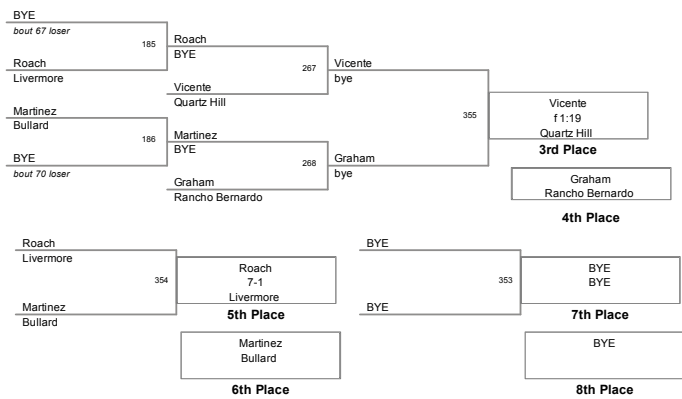 BYE
bout 67 loser
185
Roach
Livermore
Roach
BYE
267
Vicente
Quartz Hill
Vicente
bye
Martinez
Bullard
186
BYE
bout 70 loser
Martinez
BYE
268
Graham
Rancho Bernardo
Graham
bye
355
Vicente
f 1:19
Quartz Hill
3rd Place
Graham
Rancho Bernardo
4th Place
Roach
Livermore
354
Martinez
Bullard
Roach
7-1
Livermore
5th Place
Martinez
Bullard
6th Place
BYE
353
BYE
BYE
BYE
7th Place
BYE
8th Place